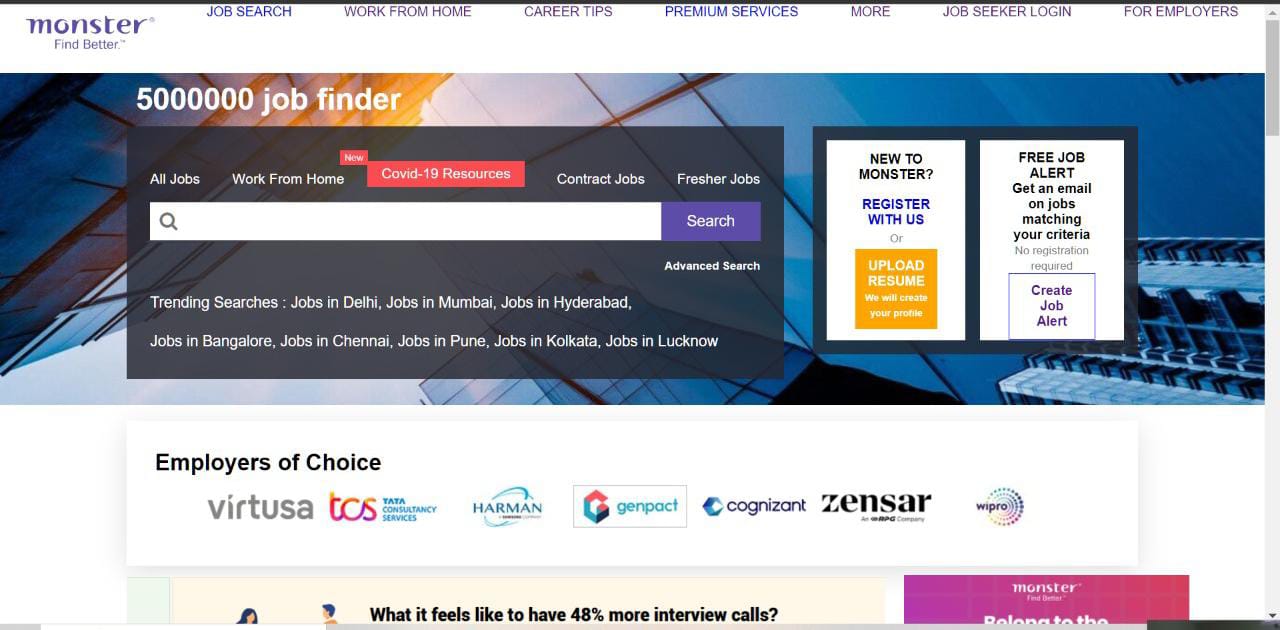 monster
Find Better.™
JOB SEARCH WORK FROM HOME CAREER TIPS PREMIUM SERVICES MORE JOB SEEKER LOGIN FOR EMPLOYERS
5000000 job finder
New
All Jobs Work From Home Covid-19 Resources Contract Jobs Fresher Jobs
Search
Advanced Search
Trending Searches : Jobs in Delhi, Jobs in Mumbai, Jobs in Hyderabad,
Jobs in Bangalore, Jobs in Chennai, Jobs in Pune, Jobs in Kolkata, Jobs in Lucknow
NEW TO
MONSTER?
REGISTER
WITH US
Or
UPLOAD
RESUME
We will create
your profile
FREE JOB
ALERT
Get an email
on jobs
matching
your criteria
No registration
required
Create
Job
Alert
Employers of Choice
virtusa
tcs TATA
CONSULTANCY
SERVICES
HARMAN
A SAMSUNG COMPANY
genpact
cognizant
zensar
An RPG Company
wipro
What it feels like to have 48% more interview calls?
monster
Find Better.™
Belong to the